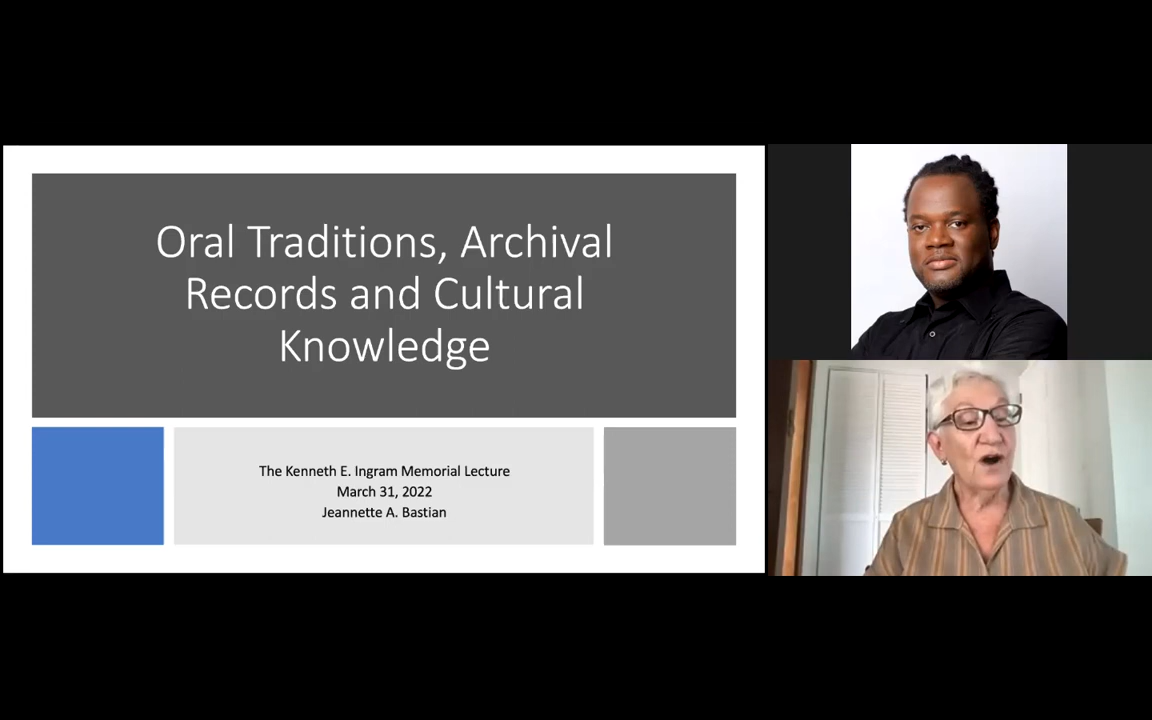 Oral Traditions, Archival
Records and Cultural
Knowledge
The Kenneth E. Ingram Memorial Lecture
March 31, 2022
Jeannette A. Bastian